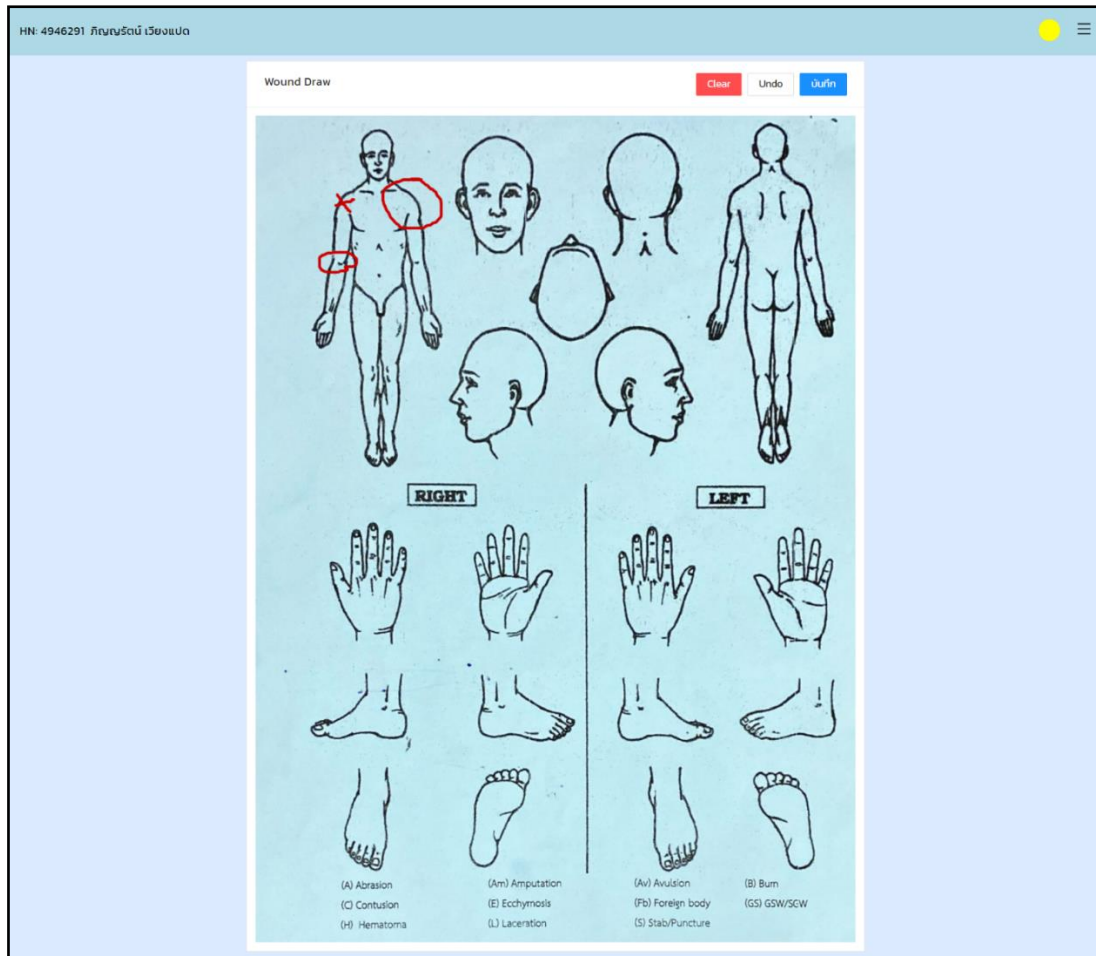 HN: 4946291 ภิญญรัตน์ เวียงแปด
Wound Draw
Clear
Undo
บันทึก
RIGHT
LEFT
(A) Abrasion
(Am) Amputation
(Av) Avulsion
(B) Burn
(C) Contusion
(E) Ecchymosis
(Fb) Foreign body
(GS) GSW/SGW
(H) Hematoma
(L) Laceration
(S) Stab/Puncture